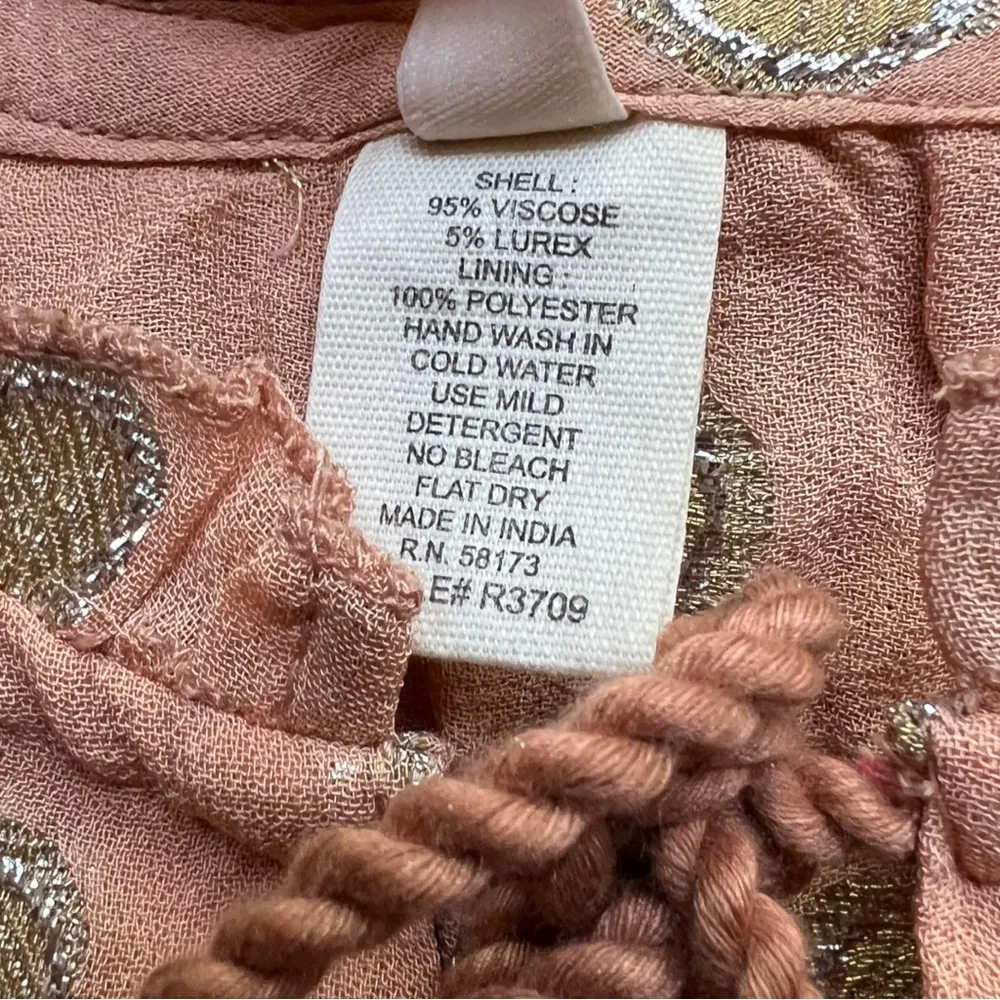 SHELL :
95% VISCOSE
5% LUREX
LINING :
100% POLYESTER
HAND WASH IN
COLD WATER
USE MILD
DETERGENT
NO BLEACH
FLAT DRY
MADE IN INDIA
R.N. 58173
E# R3709